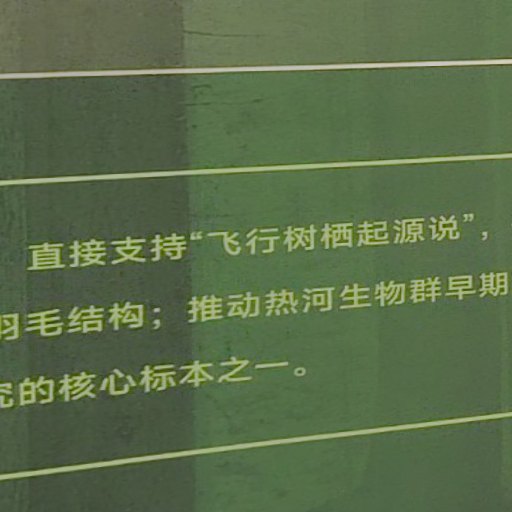 直接支持“飞行树栖起源说”，
羽毛结构；推动热河生物群早期
究的核心标本之一。